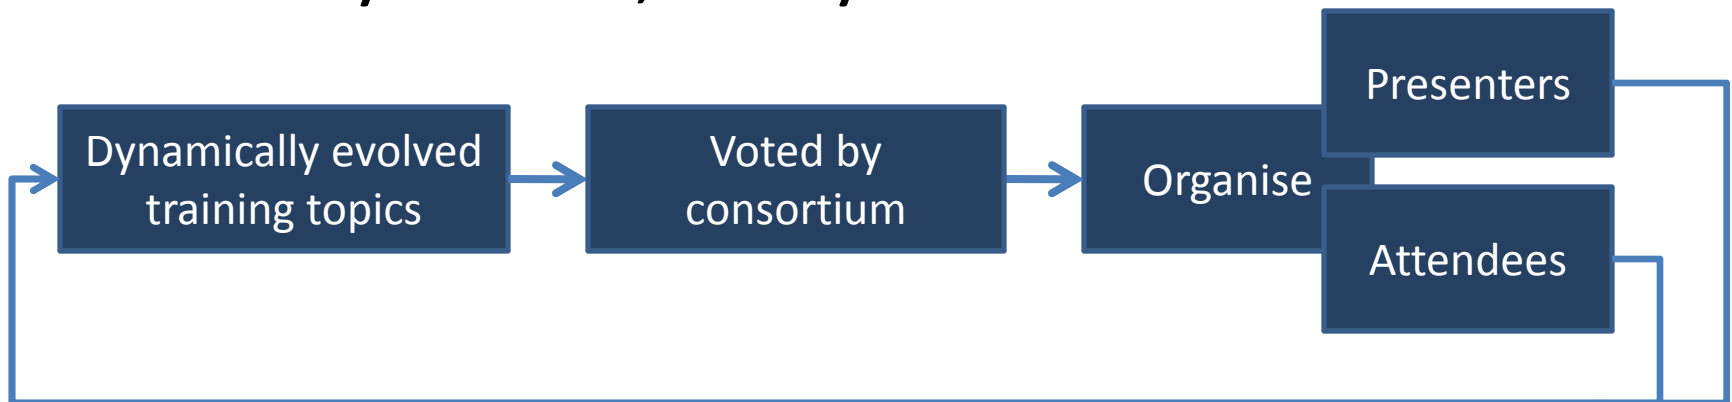 Presenters
Dynamically evolved
training topics
Voted by
consortium
Organise
Attendees